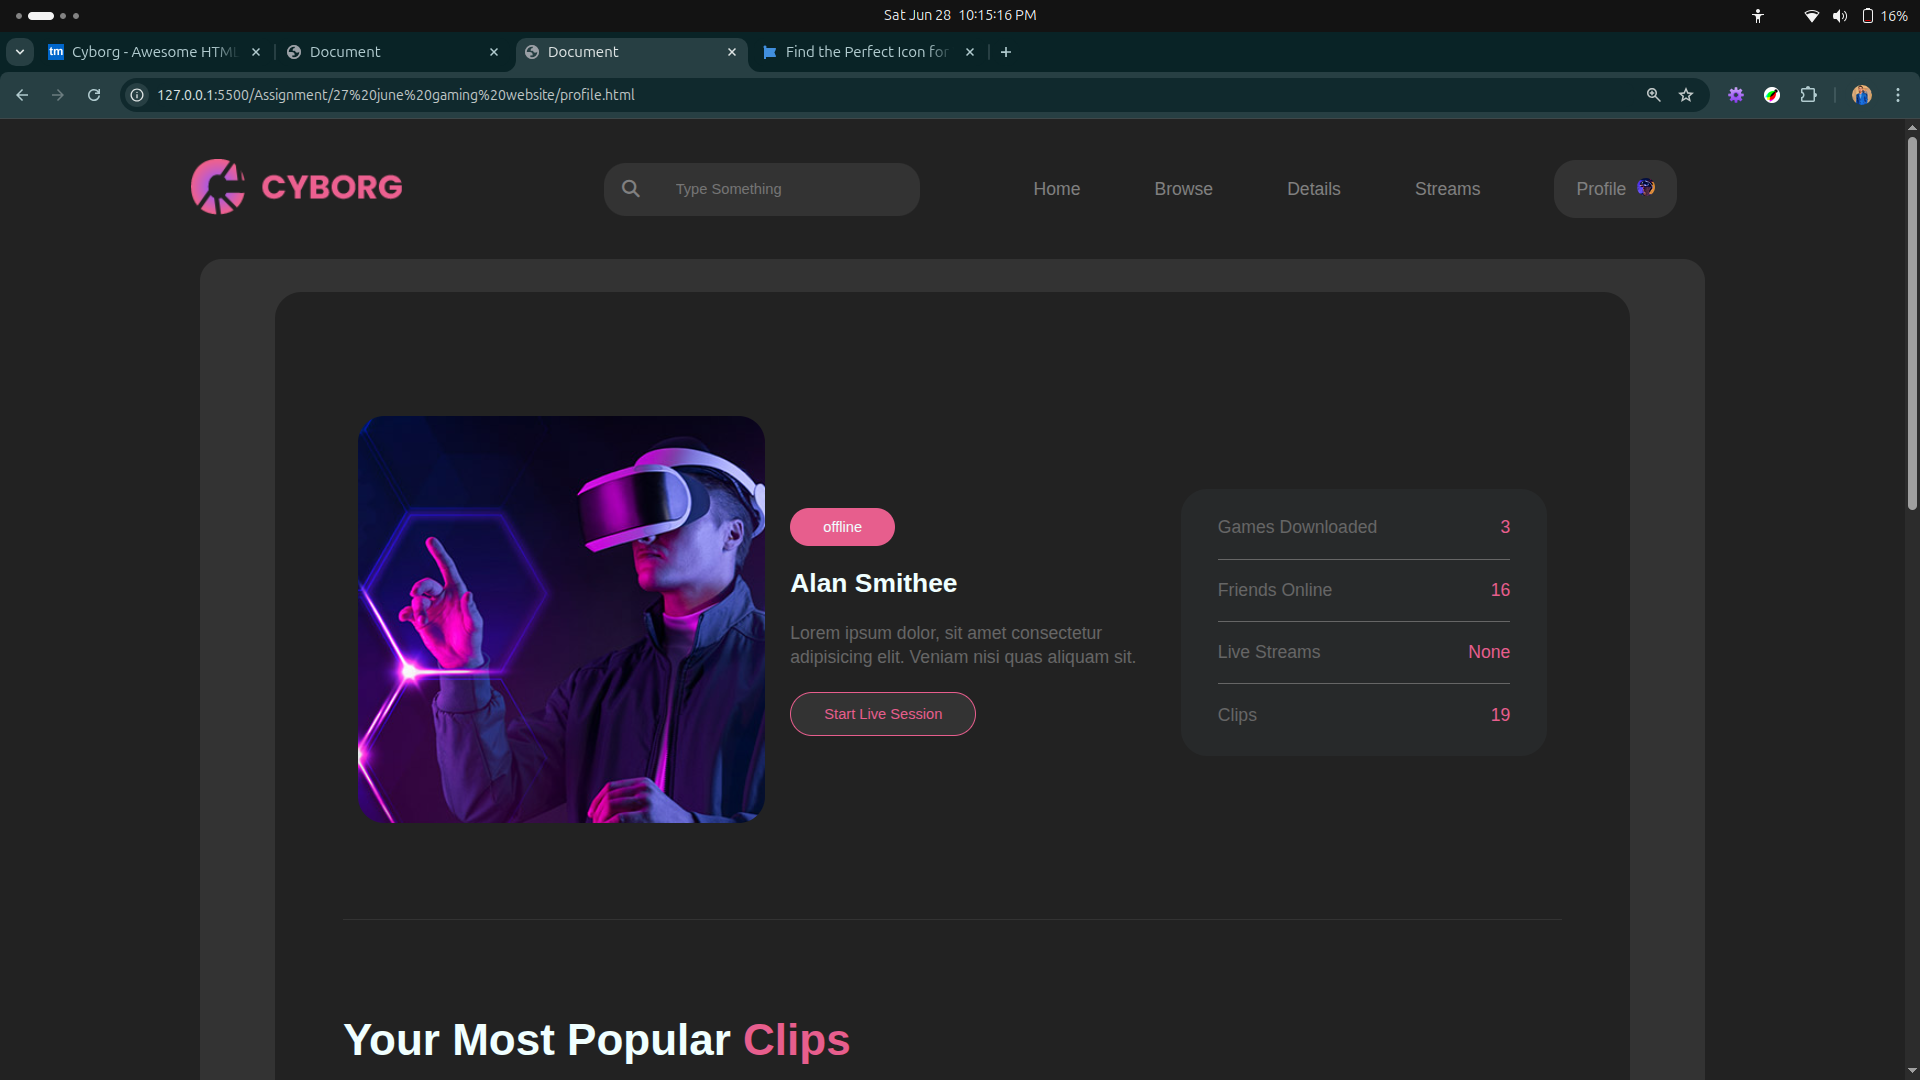 Sat Jun 28 10:15:16 PM
16%
tm Cyborg - Awesome HTML
Document
Document
Find the Perfect Icon for
127.0.0.1:5500/Assignment/27%20june%20gaming%20website/profile.html
CYBORG
Type Something
Home
Browse
Details
Streams
Profile
offline
Alan Smithee
Lorem ipsum dolor, sit amet consectetur
adipisicing elit. Veniam nisi quas aliquam sit.
Start Live Session
Games Downloaded 3
Friends Online 16
Live Streams None
Clips 19
Your Most Popular Clips